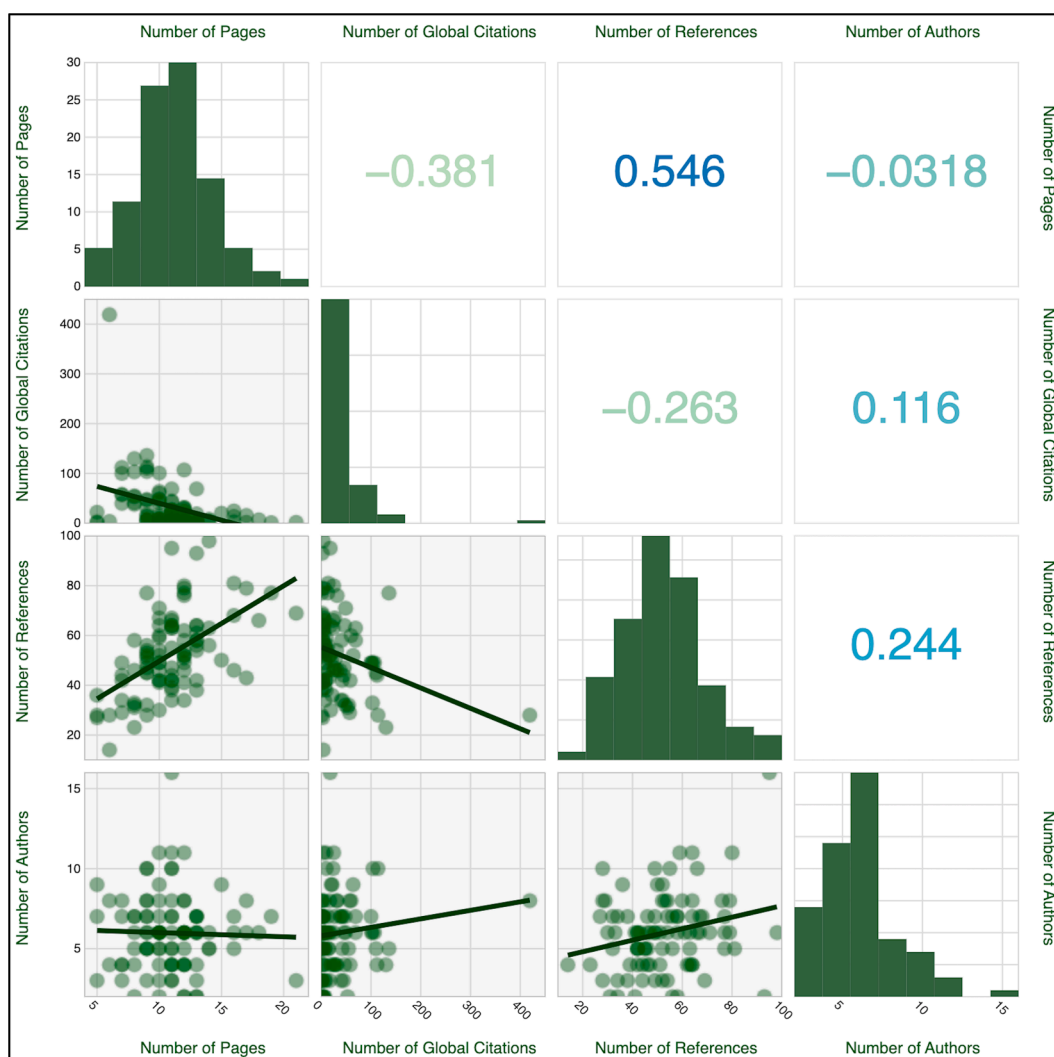 Number of Pages Number of Global Citations Number of References Number of Authors
Number of Pages
30
25
20
15
10
5
0
−0.381
0.546
−0.0318
Number of Pages
Number of Global Citations
400
300
200
100
0
−0.263
0.116
Number of Global Citations
Number of References
100
80
60
40
20
0.244
Number of References
Number of Authors
15
10
5
Number of Authors
5 10 15 20 0 100 200 300 400 20 40 60 80 100 5 10 15
Number of Pages Number of Global Citations Number of References Number of Authors